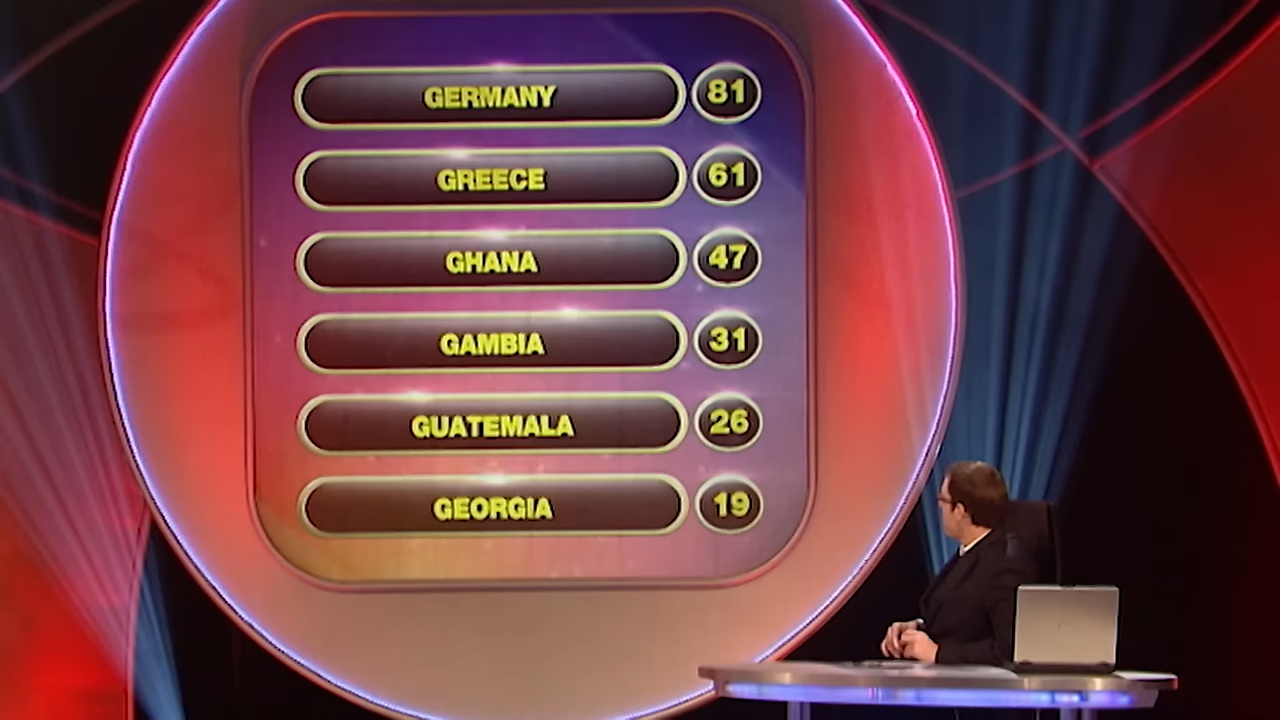 GERMANY 81
GREECE 61
GHANA 47
GAMBIA 31
GUATEMALA 26
GEORGIA 19